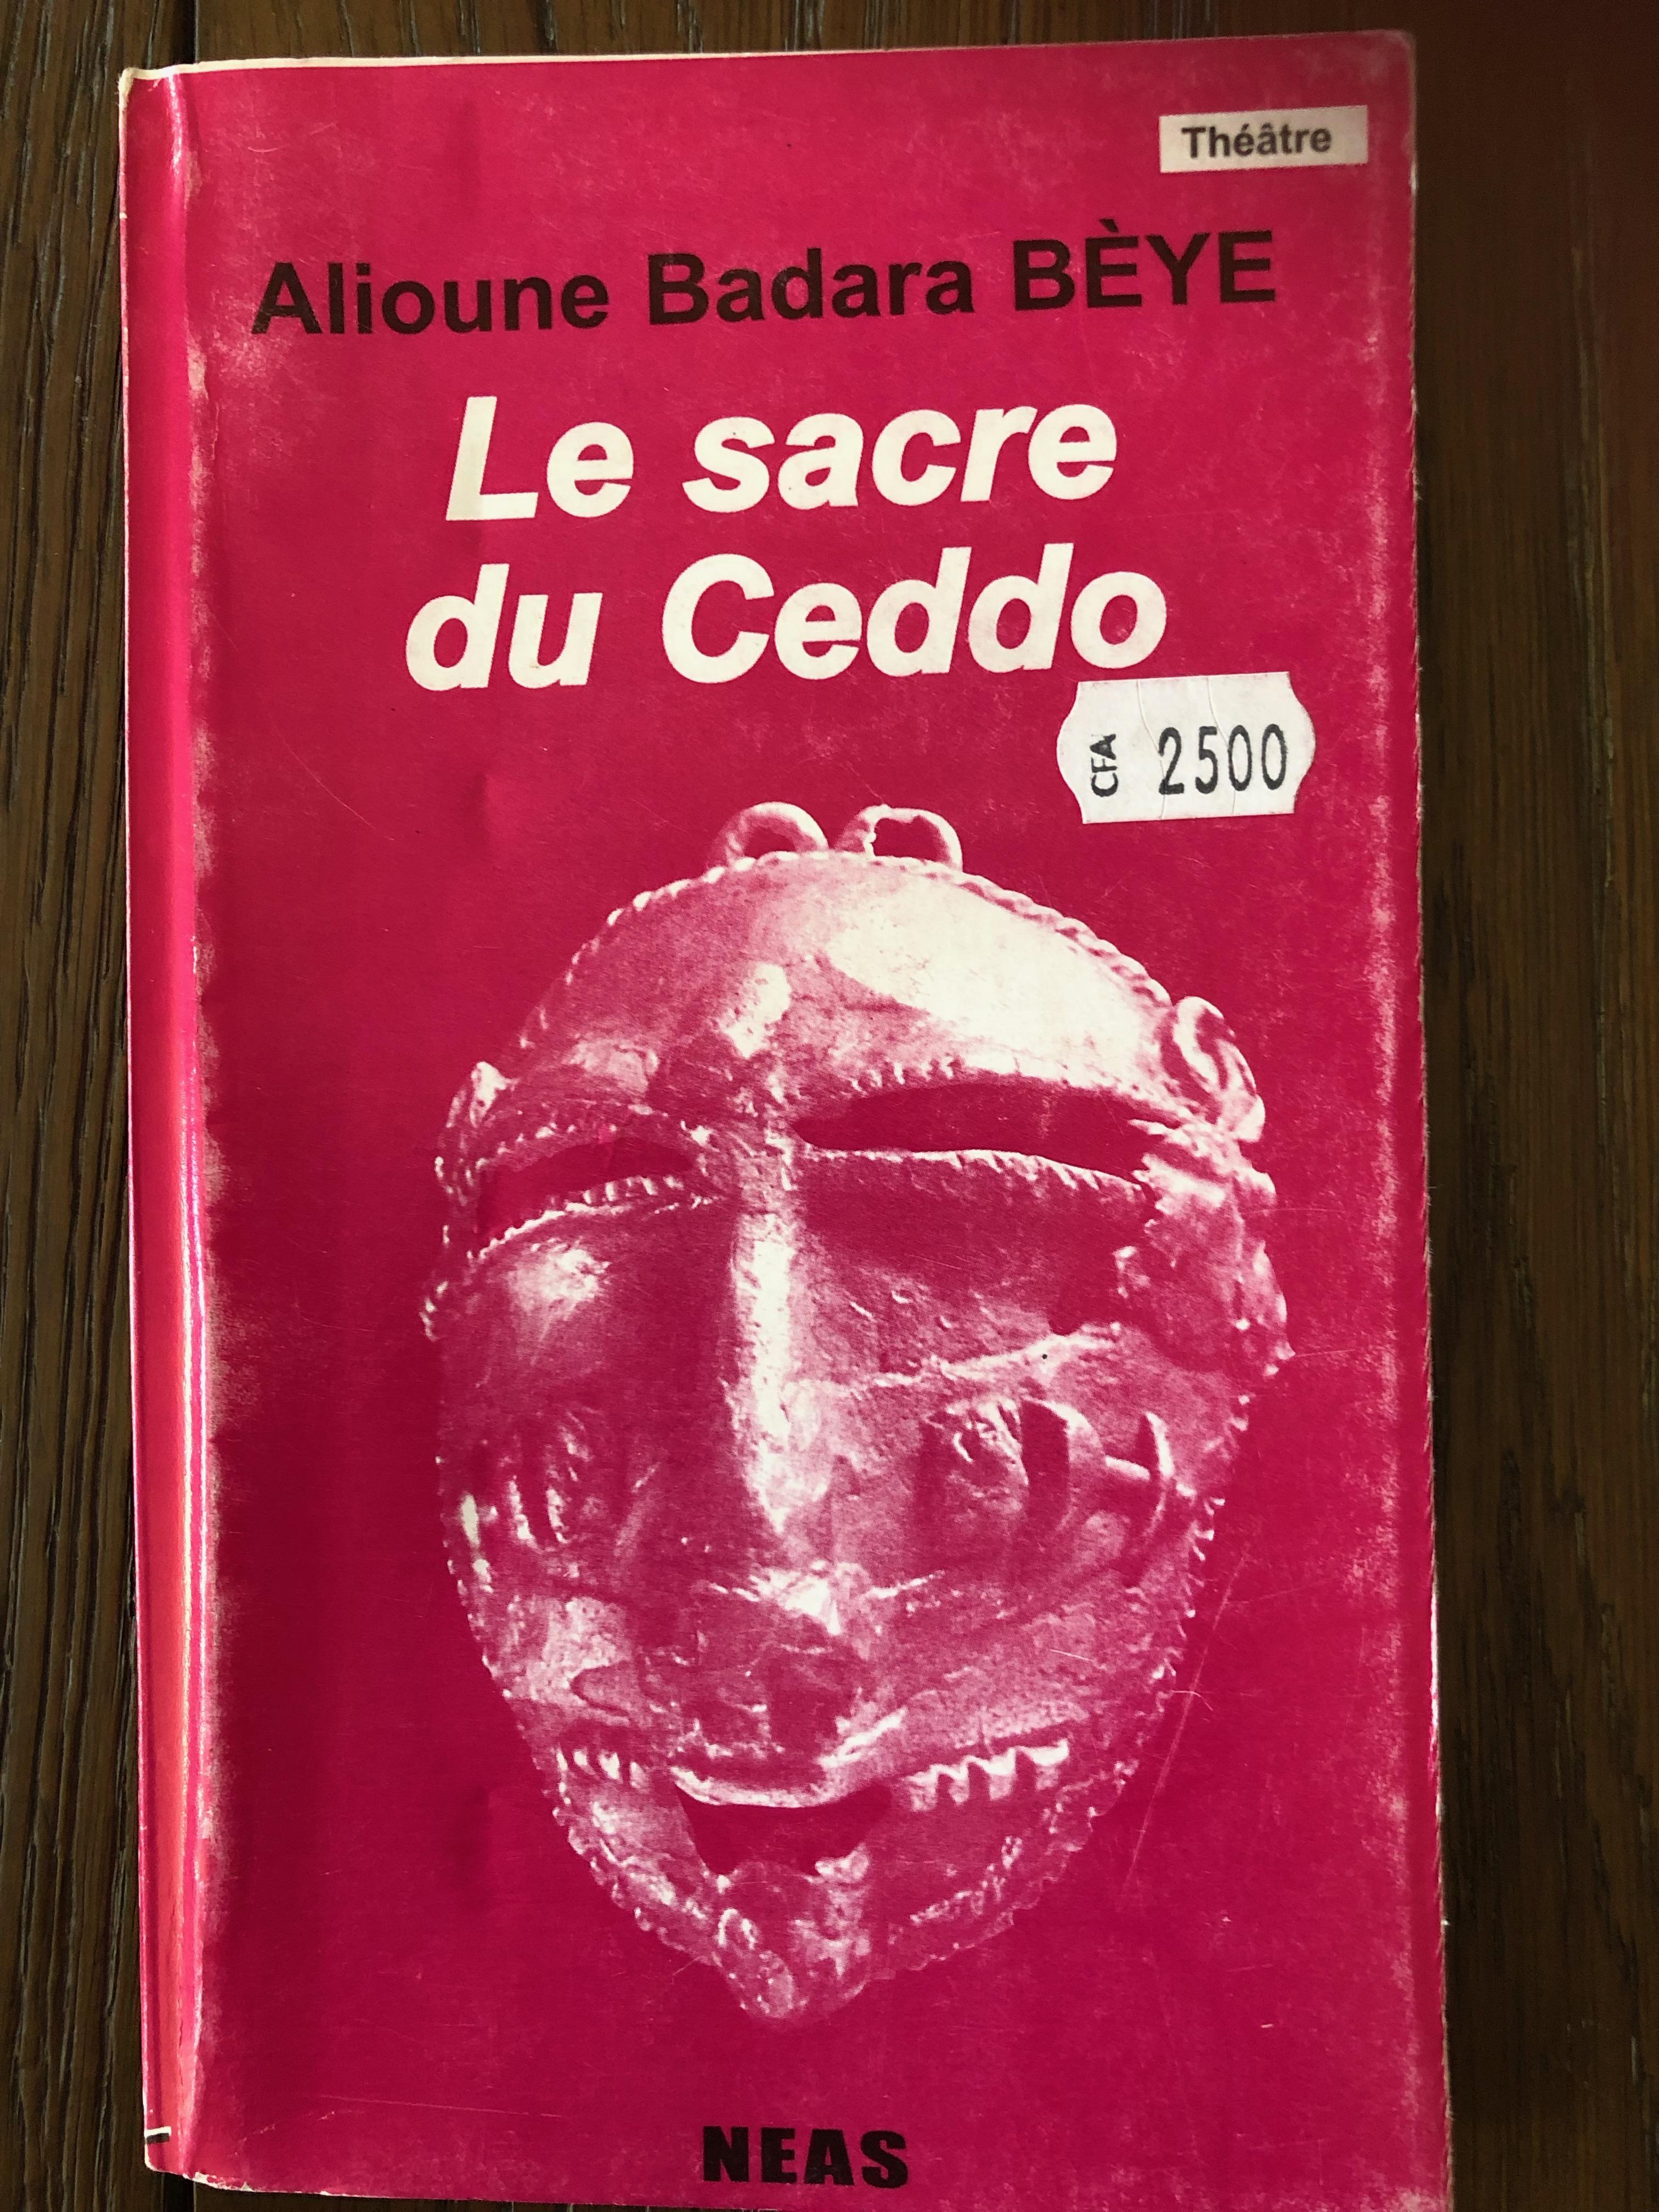 Théâtre
Alioune Badara BÈYE
Le sacre
du Ceddo
CFA 2500
NEAS